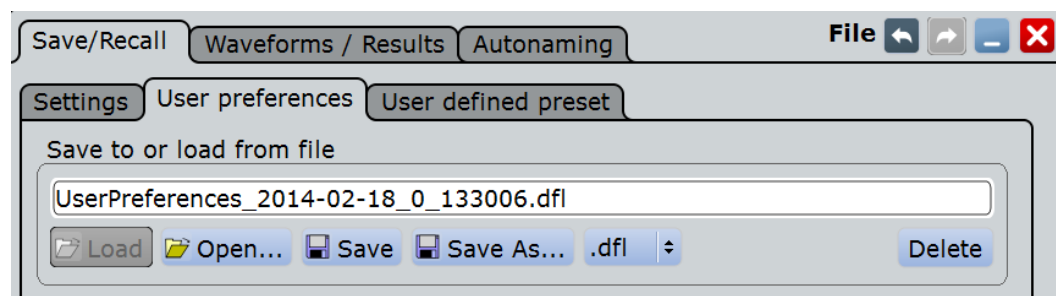 Save/Recall Waveforms / Results Autonaming File
Settings User preferences User defined preset
Save to or load from file
UserPreferences_2014-02-18_0_133006.dfl
Load Open... Save Save As... .dfl Delete